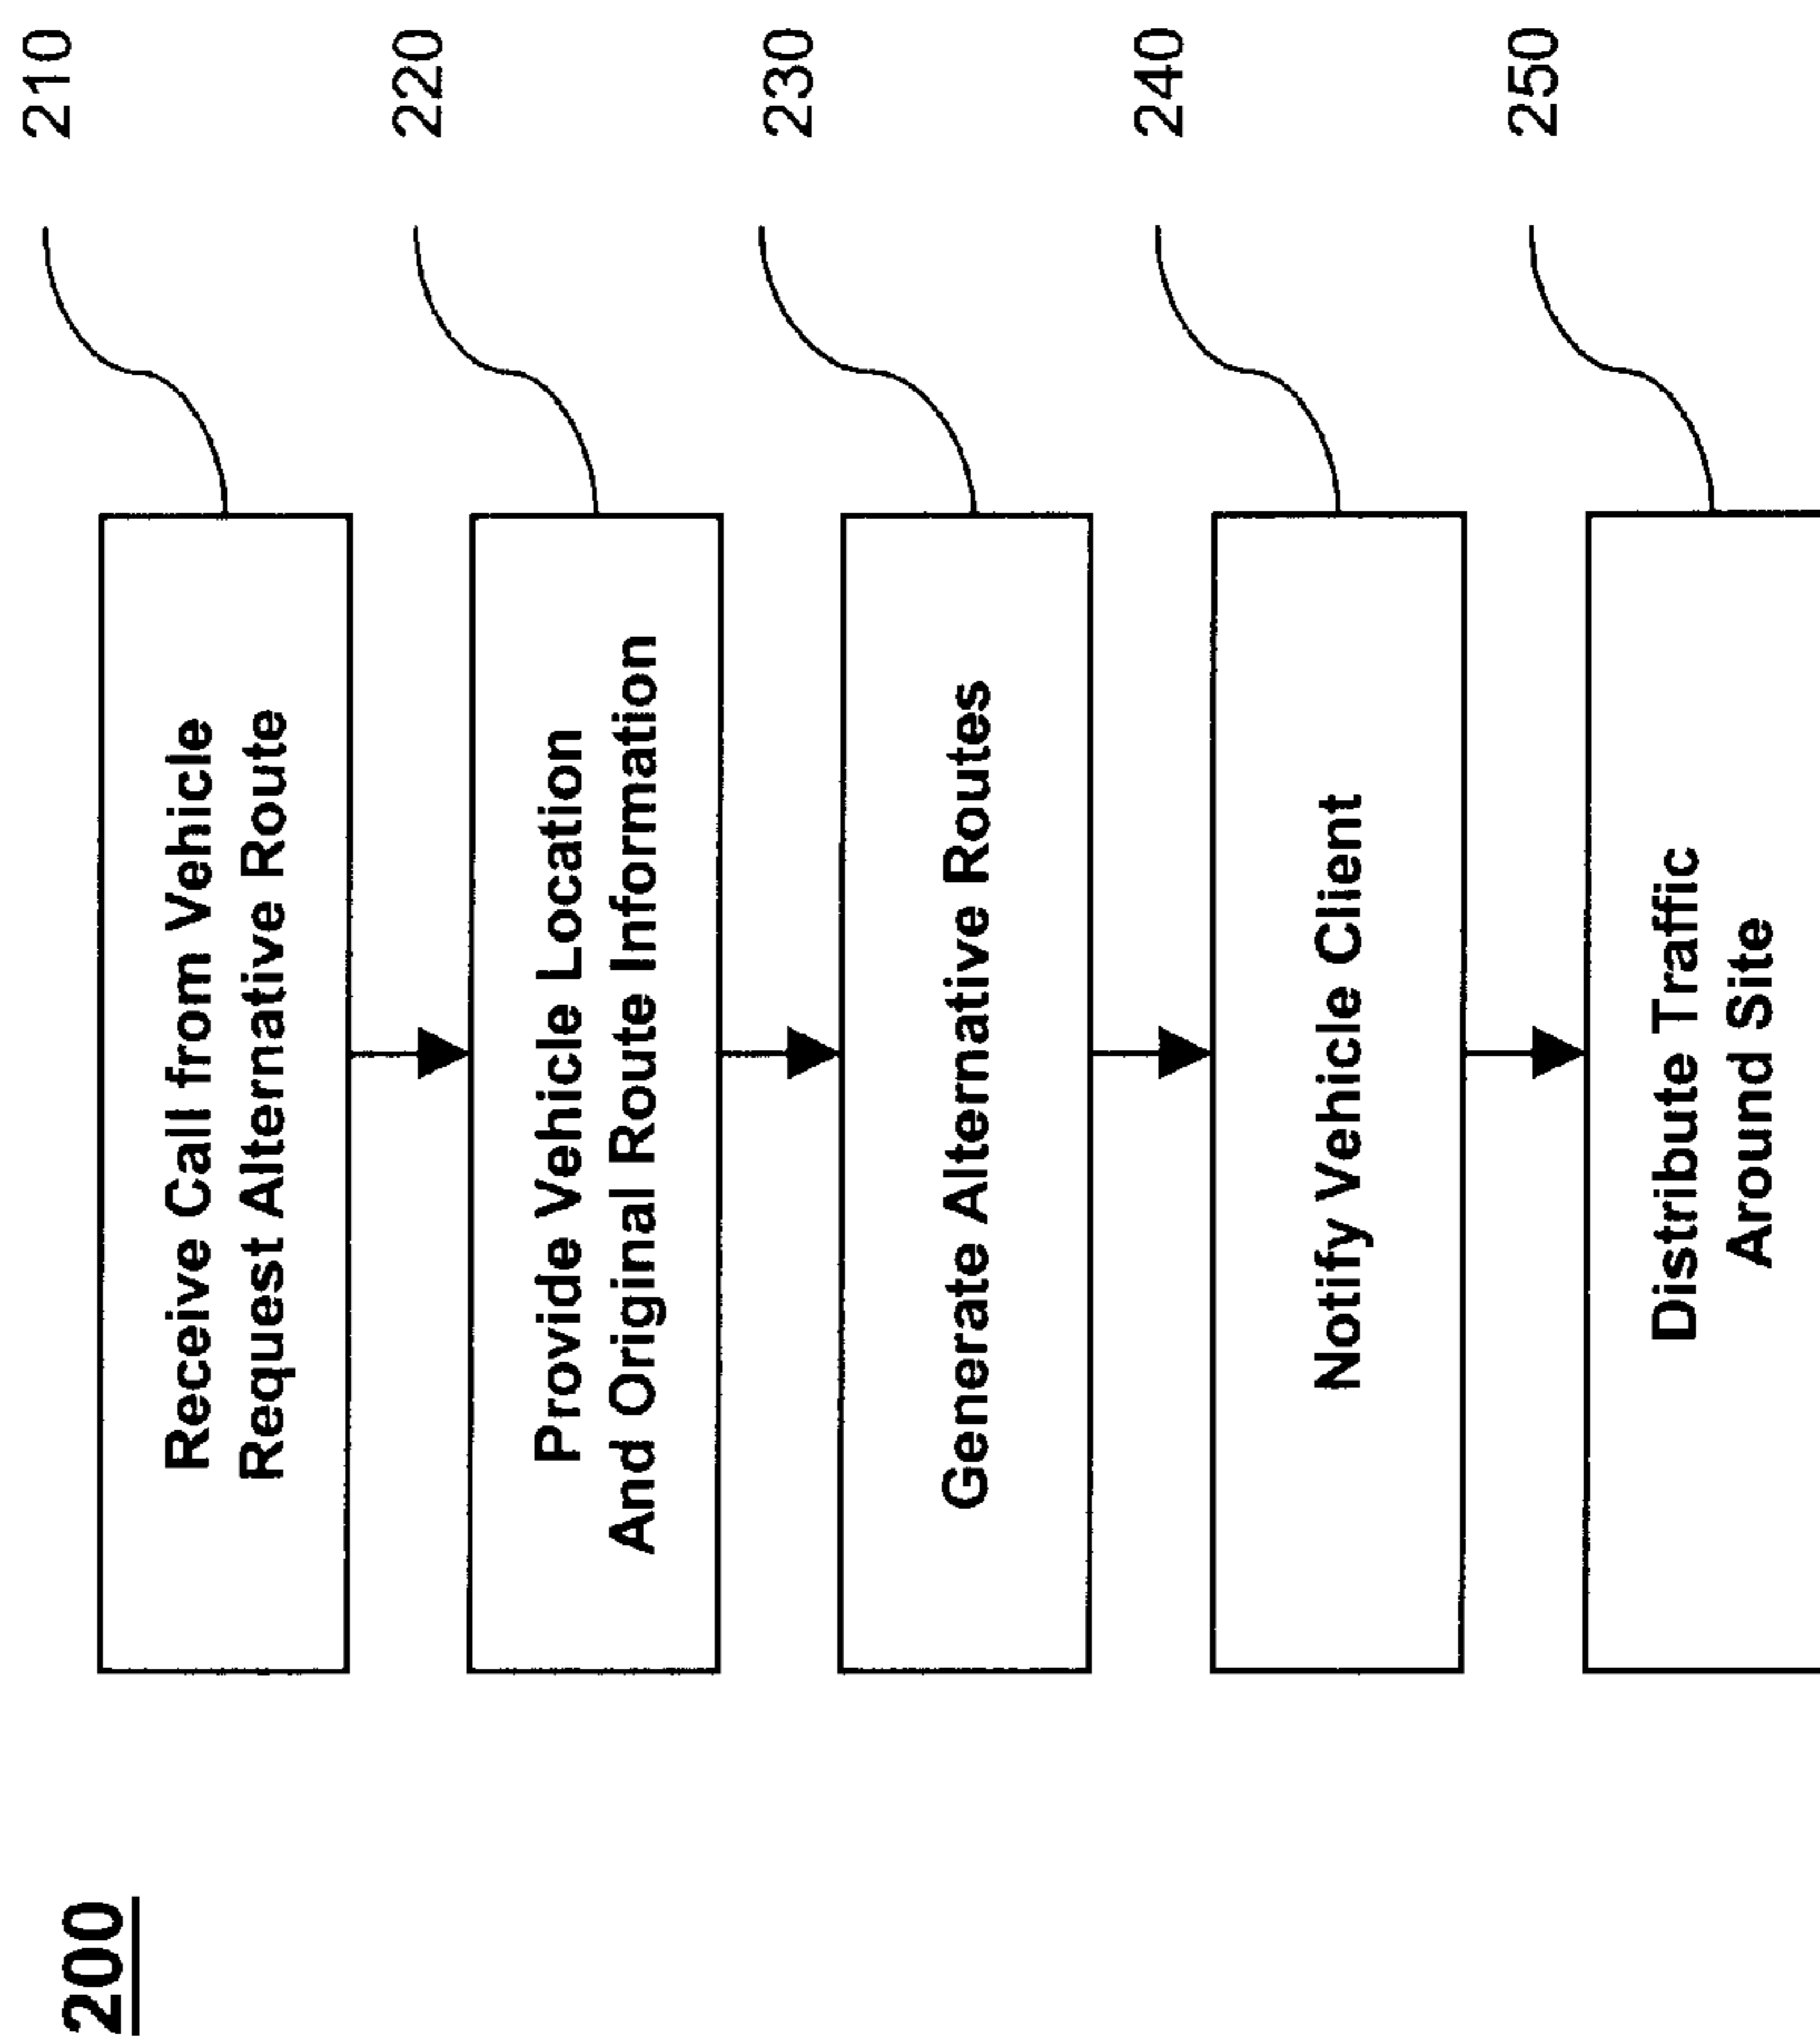 200
210
Receive Call from Vehicle
Request Alternative Route
220
Provide Vehicle Location
And Original Route Information
230
Generate Alternative Routes
240
Notify Vehicle Client
250
Distribute Traffic
Around Site